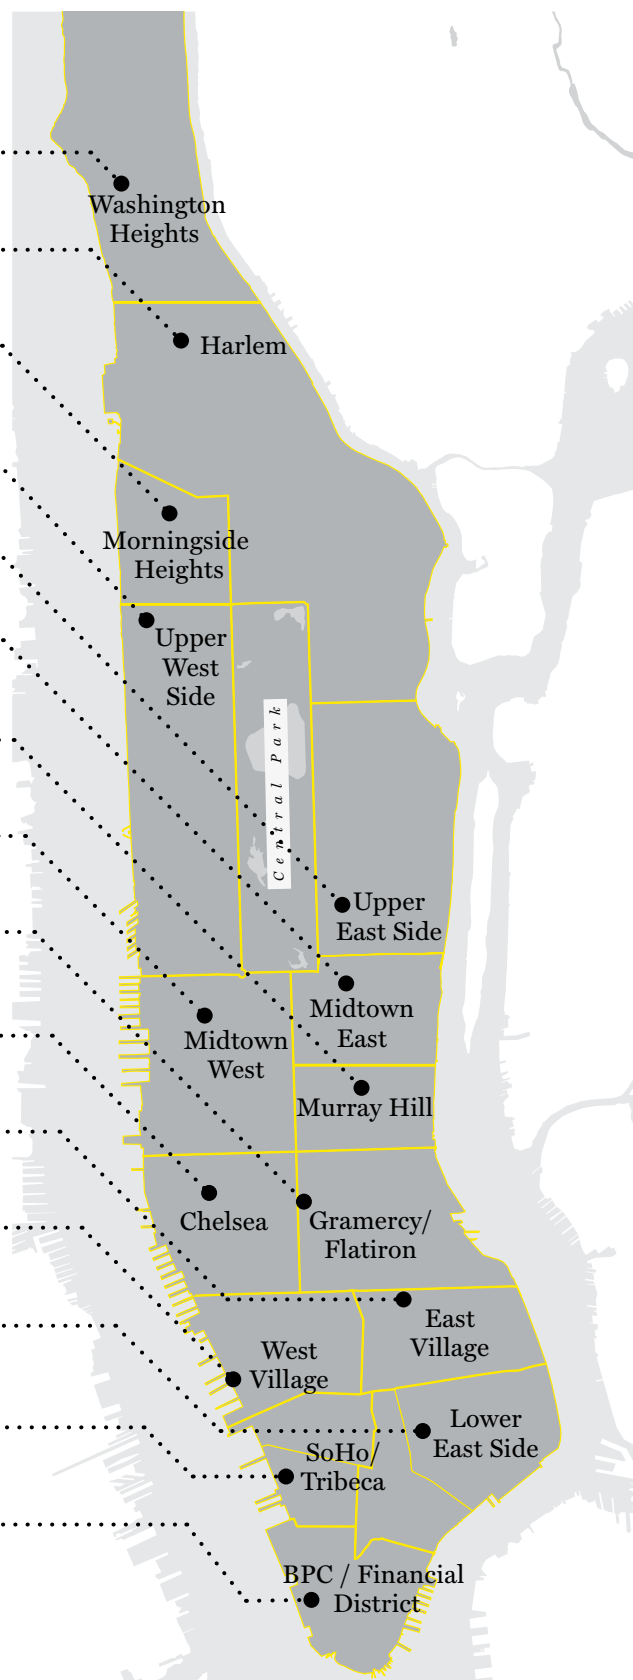 Washington
Heights
Harlem
Morningside
Heights
Upper
West
Side
Central Park
Upper
East Side
Midtown
East
Midtown
West
Murray Hill
Chelsea
Gramercy/
Flatiron
East
Village
West
Village
Lower
East Side
SoHo/
Tribeca
BPC / Financial
District